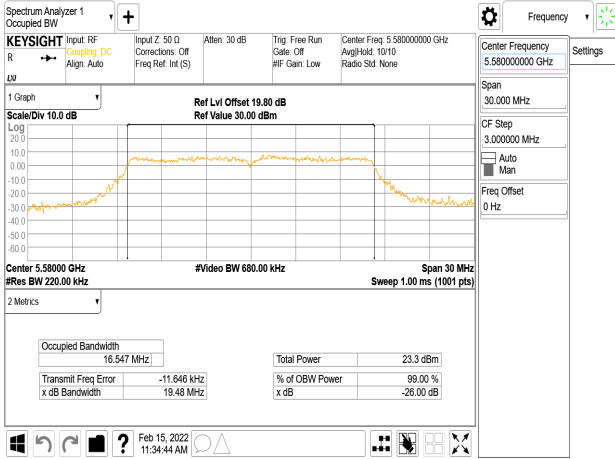 Spectrum Analyzer 1
Occupied BW
Frequency
Settings
KEYSIGHT
R
LXI
Input: RF
Coupling: DC
Align: Auto
Input Z: 50 Ω
Corrections: Off
Freq Ref: Int (S)
Atten: 30 dB
Trig: Free Run
Gate: Off
#IF Gain: Low
Center Freq: 5.580000000 GHz
Avg|Hold: 10/10
Radio Std: None
1 Graph
Scale/Div 10.0 dB
Ref Lvl Offset 19.80 dB
Ref Value 30.00 dBm
Log
20.0
10.0
0.00
-10.0
-20.0
-30.0
-40.0
-50.0
-60.0
Center 5.58000 GHz
#Video BW 680.00 kHz
Span 30 MHz
#Res BW 220.00 kHz
Sweep 1.00 ms (1001 pts)
2 Metrics
Occupied Bandwidth
16.547 MHz
Total Power 23.3 dBm
Transmit Freq Error -11.646 kHz
% of OBW Power 99.00 %
x dB Bandwidth 19.48 MHz
x dB -26.00 dB
Center Frequency
5.580000000 GHz
Span
30.000 MHz
CF Step
3.000000 MHz
Auto
Man
Freq Offset
0 Hz
?
Feb 15, 2022
11:34:44 AM